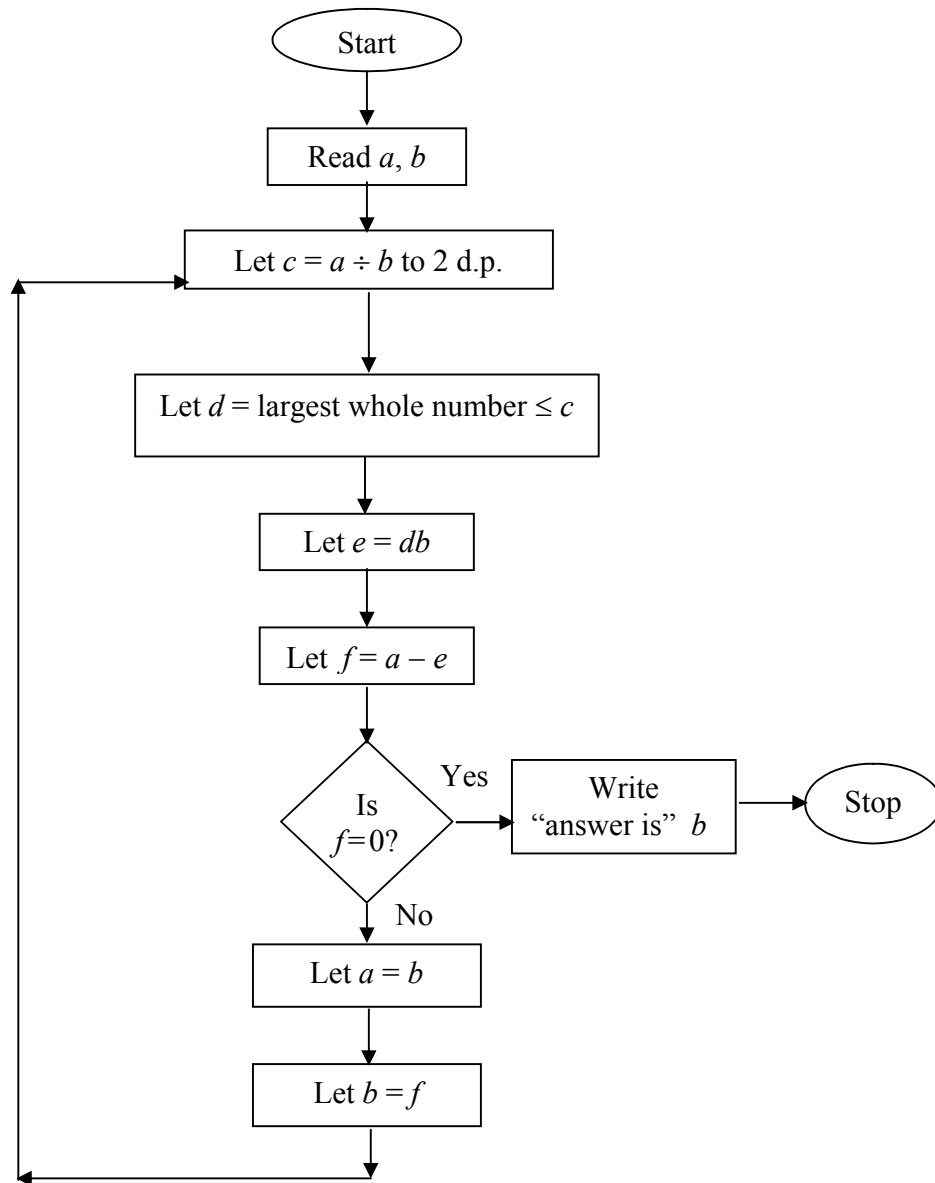 Start
Read a, b
Let c = a ÷ b to 2 d.p.
Let d = largest whole number ≤ c
Let e = db
Let f = a – e
Is
f=0?
Yes
Write
“answer is” b
Stop
No
Let a = b
Let b = f